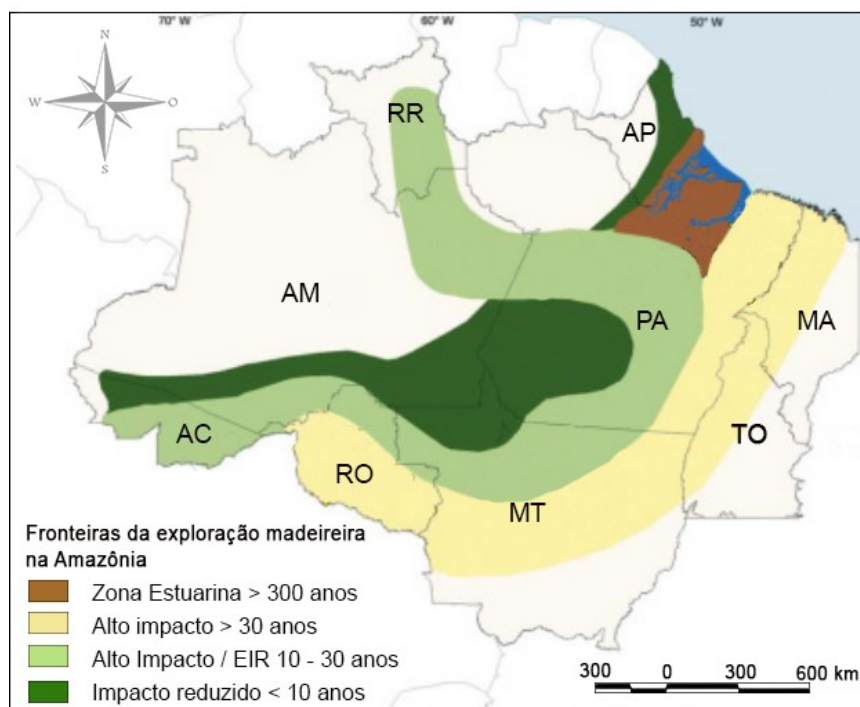 70° W
60° W
50° W
N
W
O
S
RR
AP
AM
PA
MA
AC
TO
RO
MT
Fronteiras da exploração madeireira
na Amazônia
Zona Estuarina > 300 anos
Alto impacto > 30 anos
Alto Impacto / EIR 10 - 30 anos
Impacto reduzido < 10 anos
300 0 300 600 km